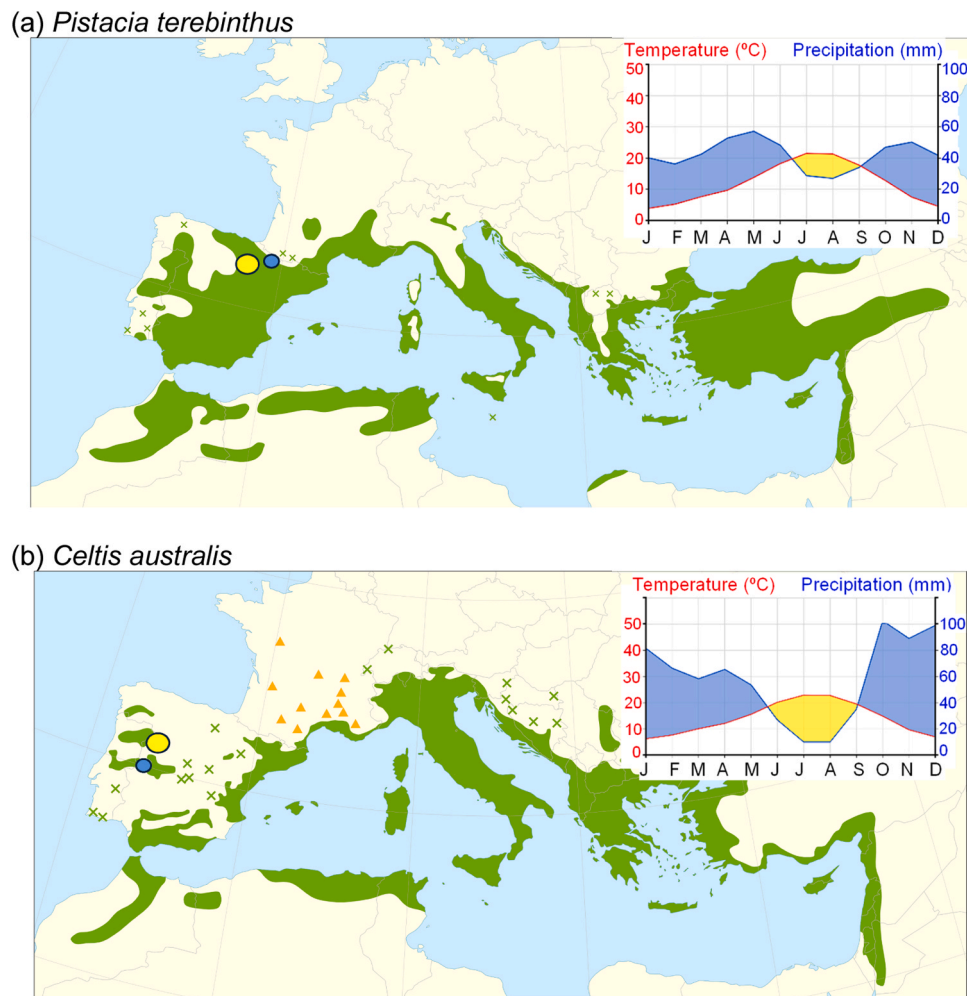 (a) Pistacia terebinthus
Temperature (ºC) Precipitation (mm)
50 100
40 80
30 60
20 40
10 20
0 0
J F M A M J J A S O N D
(b) Celtis australis
Temperature (ºC) Precipitation (mm)
50 100
40 80
30 60
20 40
10 20
0 0
J F M A M J J A S O N D